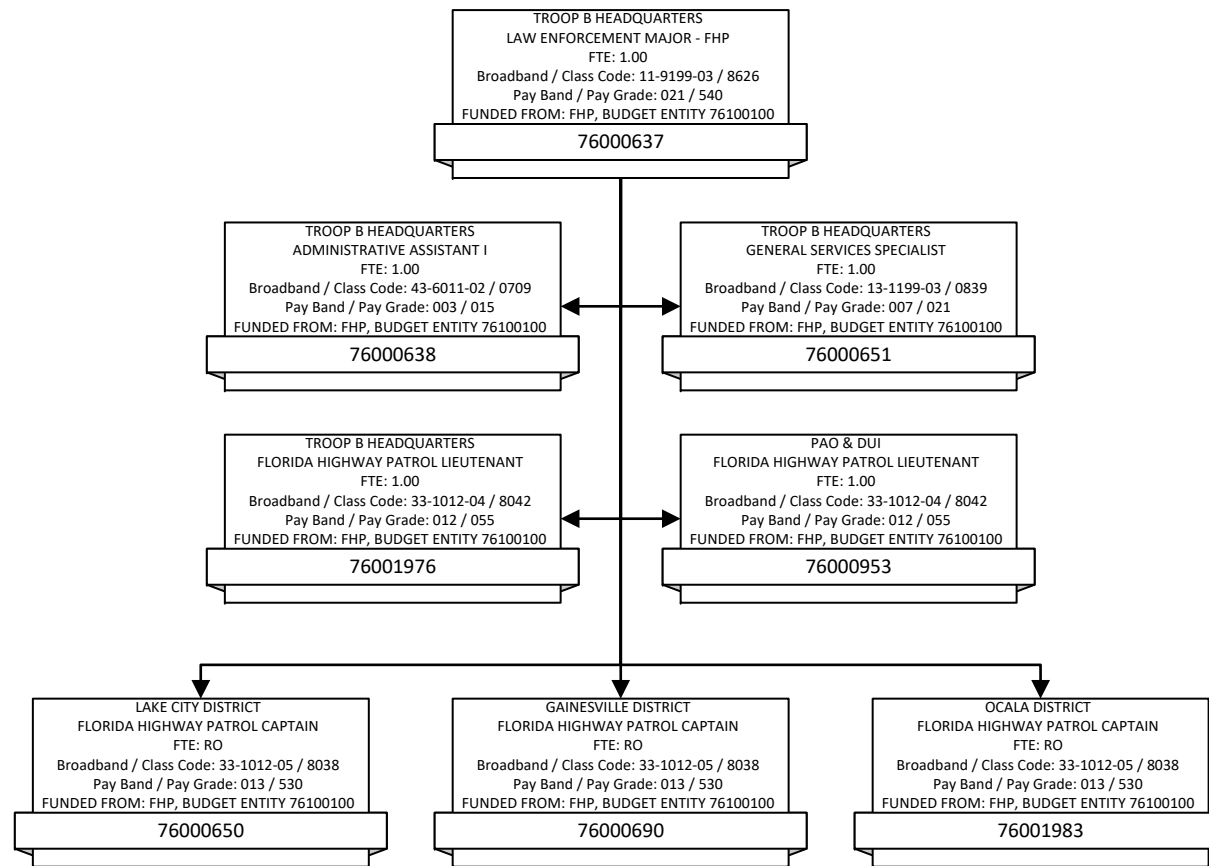 TROOP B HEADQUARTERS
LAW ENFORCEMENT MAJOR - FHP
FTE: 1.00
Broadband / Class Code: 11-9199-03 / 8626
Pay Band / Pay Grade: 021 / 540
FUNDED FROM: FHP, BUDGET ENTITY 76100100
76000637
TROOP B HEADQUARTERS
ADMINISTRATIVE ASSISTANT I
FTE: 1.00
Broadband / Class Code: 43-6011-02 / 0709
Pay Band / Pay Grade: 003 / 015
FUNDED FROM: FHP, BUDGET ENTITY 76100100
76000638
TROOP B HEADQUARTERS
GENERAL SERVICES SPECIALIST
FTE: 1.00
Broadband / Class Code: 13-1199-03 / 0839
Pay Band / Pay Grade: 007 / 021
FUNDED FROM: FHP, BUDGET ENTITY 76100100
76000651
TROOP B HEADQUARTERS
FLORIDA HIGHWAY PATROL LIEUTENANT
FTE: 1.00
Broadband / Class Code: 33-1012-04 / 8042
Pay Band / Pay Grade: 012 / 055
FUNDED FROM: FHP, BUDGET ENTITY 76100100
76001976
PAO & DUI
FLORIDA HIGHWAY PATROL LIEUTENANT
FTE: 1.00
Broadband / Class Code: 33-1012-04 / 8042
Pay Band / Pay Grade: 012 / 055
FUNDED FROM: FHP, BUDGET ENTITY 76100100
76000953
LAKE CITY DISTRICT
FLORIDA HIGHWAY PATROL CAPTAIN
FTE: RO
Broadband / Class Code: 33-1012-05 / 8038
Pay Band / Pay Grade: 013 / 530
FUNDED FROM: FHP, BUDGET ENTITY 76100100
76000650
GAINESVILLE DISTRICT
FLORIDA HIGHWAY PATROL CAPTAIN
FTE: RO
Broadband / Class Code: 33-1012-05 / 8038
Pay Band / Pay Grade: 013 / 530
FUNDED FROM: FHP, BUDGET ENTITY 76100100
76000690
OCALA DISTRICT
FLORIDA HIGHWAY PATROL CAPTAIN
FTE: RO
Broadband / Class Code: 33-1012-05 / 8038
Pay Band / Pay Grade: 013 / 530
FUNDED FROM: FHP, BUDGET ENTITY 76100100
76001983